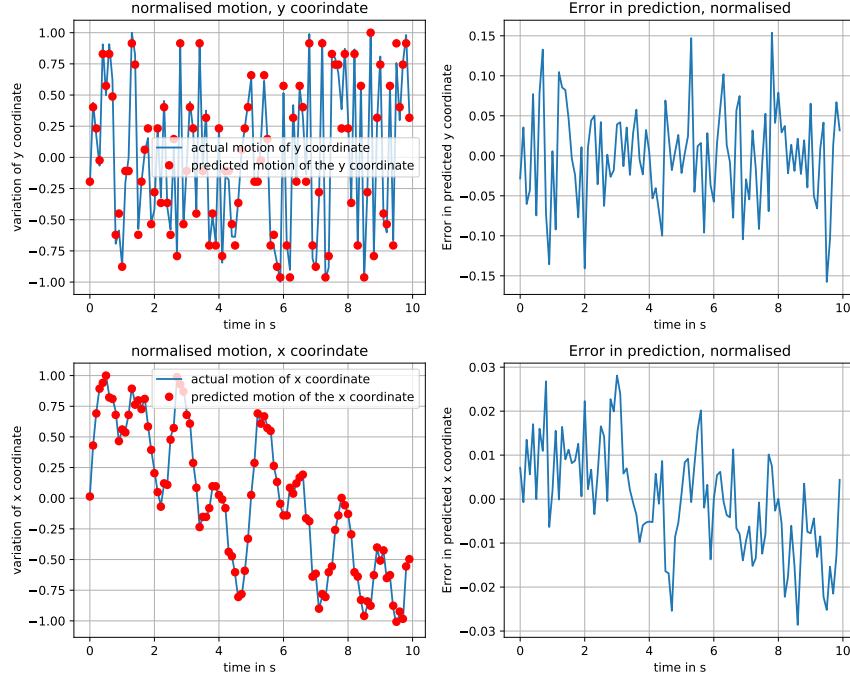 normalised motion, y coorindate
variation of y coordinate
1.00
0.75
0.50
0.25
0.00
−0.25
−0.50
−0.75
−1.00
actual motion of y coordinate
predicted motion of the y coordinate
0 2 4 6 8 10
time in s
Error in prediction, normalised
Error in predicted y coordinate
0.15
0.10
0.05
0.00
−0.05
−0.10
−0.15
0 2 4 6 8 10
time in s
normalised motion, x coorindate
variation of x coordinate
1.00
0.75
0.50
0.25
0.00
−0.25
−0.50
−0.75
−1.00
actual motion of x coordinate
predicted motion of the x coordinate
0 2 4 6 8 10
time in s
Error in prediction, normalised
Error in predicted x coordinate
0.03
0.02
0.01
0.00
−0.01
−0.02
−0.03
0 2 4 6 8 10
time in s